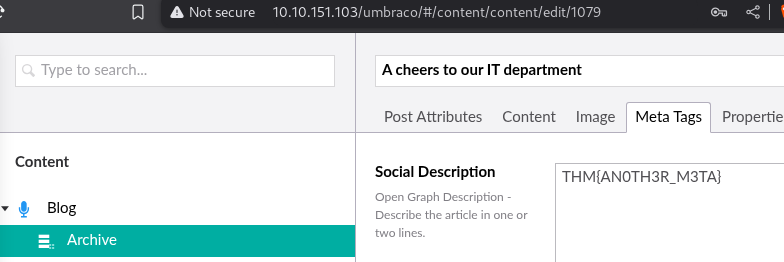 Not secure 10.10.151.103/umbraco/#/content/content/edit/1079
Type to search...
A cheers to our IT department
Post Attributes Content Image Meta Tags Propertie
Content
Social Description
THM{AN0TH3R_M3TA}
Open Graph Description -
Describe the article in one or
two lines.
Blog
Archive